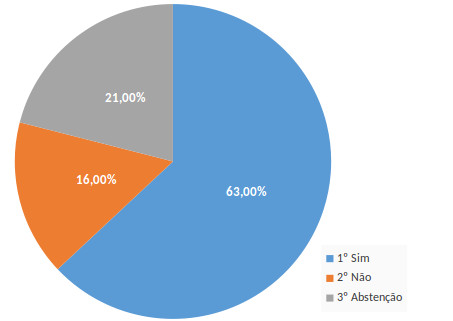 21,00%
16,00%
63,00%
1º Sim
2º Não
3º Abstenção